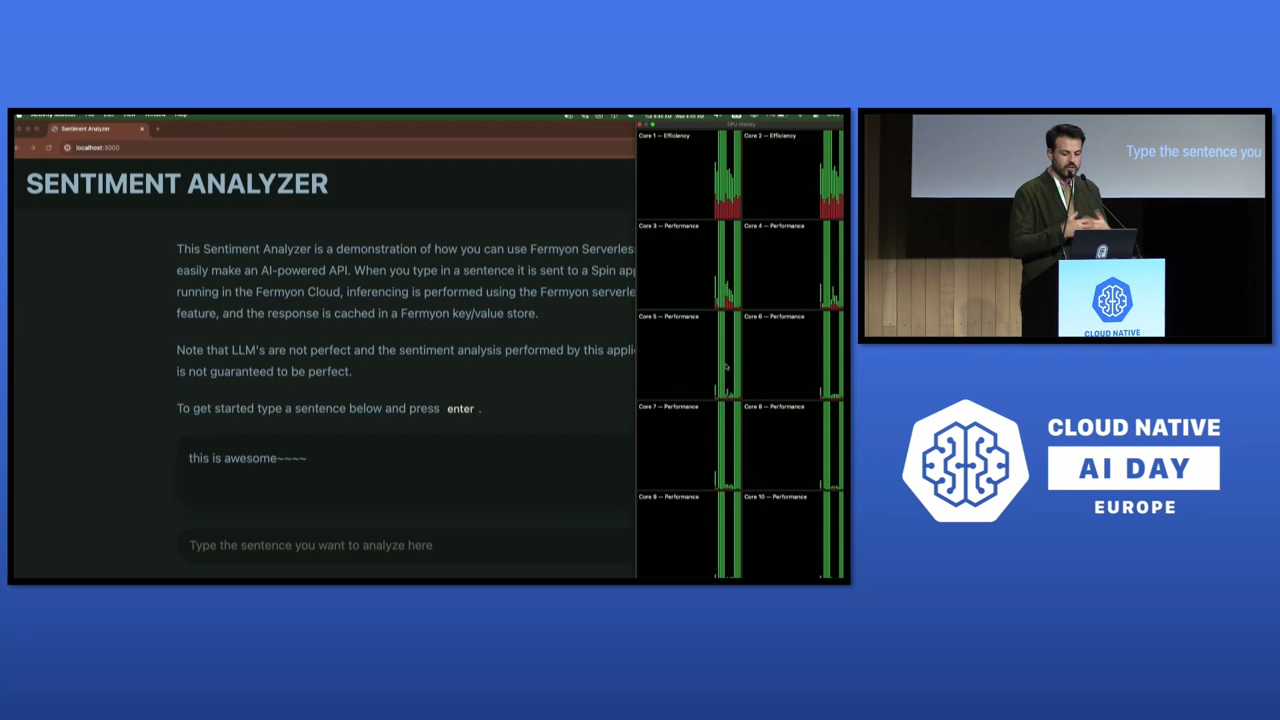 Sentiment Analyzer
localhost:3000
SENTIMENT ANALYZER
This Sentiment Analyzer is a demonstration of how you can use Fermyon Serverles
easily make an AI-powered API. When you type in a sentence it is sent to a Spin ap
running in the Fermyon Cloud, inferencing is performed using the Fermyon serverle
feature, and the response is cached in a Fermyon key/value store.
Note that LLM's are not perfect and the sentiment analysis performed by this appli
is not guaranteed to be perfect.
To get started type a sentence below and press enter .
this is awesome~~~~
Type the sentence you want to analyze here
CPU History
Core 1 — Efficiency
Core 2 — Efficiency
Core 3 — Performance
Core 4 — Performance
Core 5 — Performance
Core 6 — Performance
Core 7 — Performance
Core 8 — Performance
Core 9 — Performance
Core 10 — Performance
Type the sentence you
CLOUD NATIVE
CLOUD NATIVE
AI DAY
EUROPE